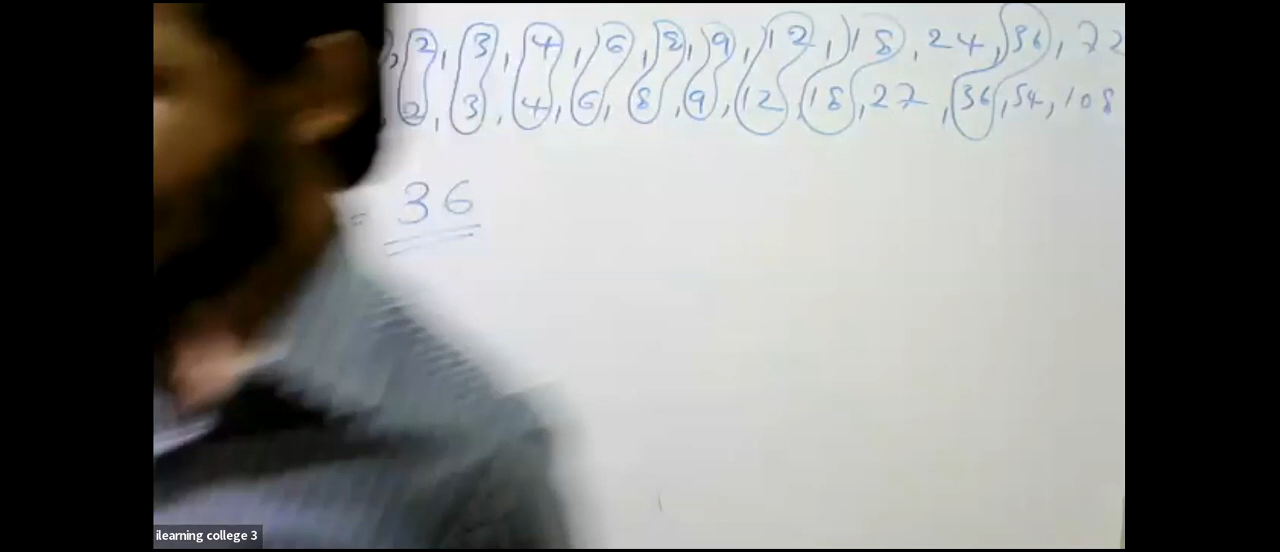 , 2, 3, 4, 6, 8, 9, 12, 18, 24, 36, 72
, 2, 3, 4, 6, 8, 9, 12, 18, 27, 36, 54, 108
= 36
ilearning college 3